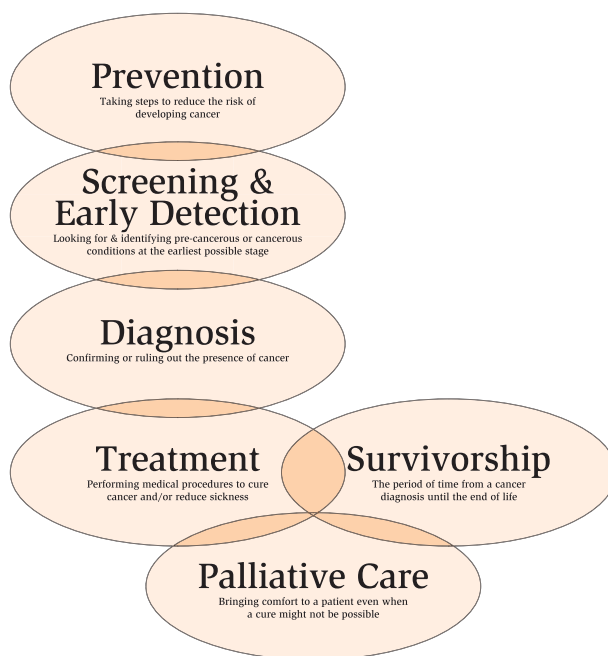 Prevention
Taking steps to reduce the risk of
developing cancer
Screening &
Early Detection
Looking for & identifying pre-cancerous or cancerous
conditions at the earliest possible stage
Diagnosis
Confirming or ruling out the presence of cancer
Treatment
Performing medical procedures to cure
cancer and/or reduce sickness
Survivorship
The period of time from a cancer
diagnosis until the end of life
Palliative Care
Bringing comfort to a patient even when
a cure might not be possible